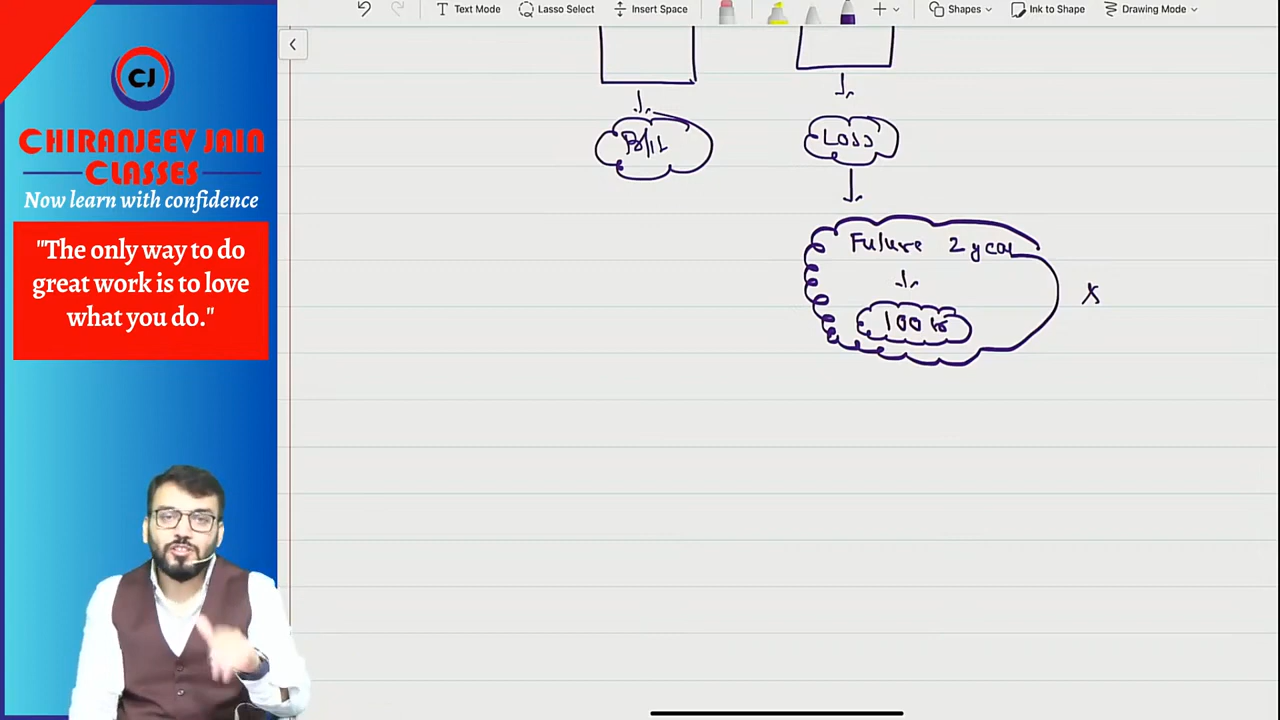 Text Mode Lasso Select Insert Space Shapes Ink to Shape Drawing Mode
CJ
CHIRANJEEV JAIN
CLASSES
Now learn with confidence
"The only way to do
great work is to love
what you do."
Loss
Future 2 year
100
X